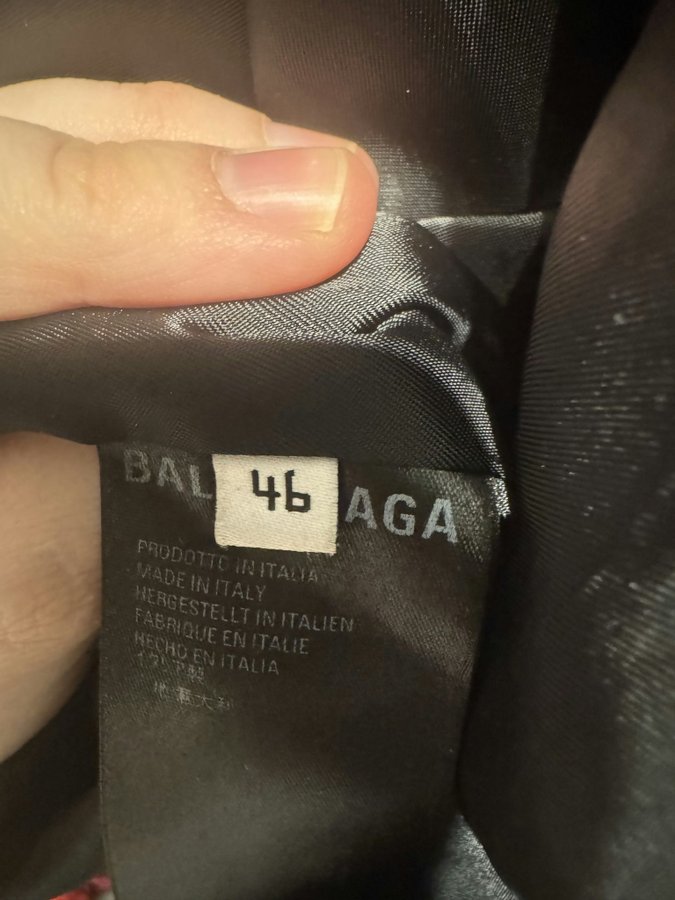 BAL 46 AGA
PRODOTTO IN ITALIA
MADE IN ITALY
HERGESTELLT IN ITALIEN
FABRIQUE EN ITALIE
HECHO EN ITALIA